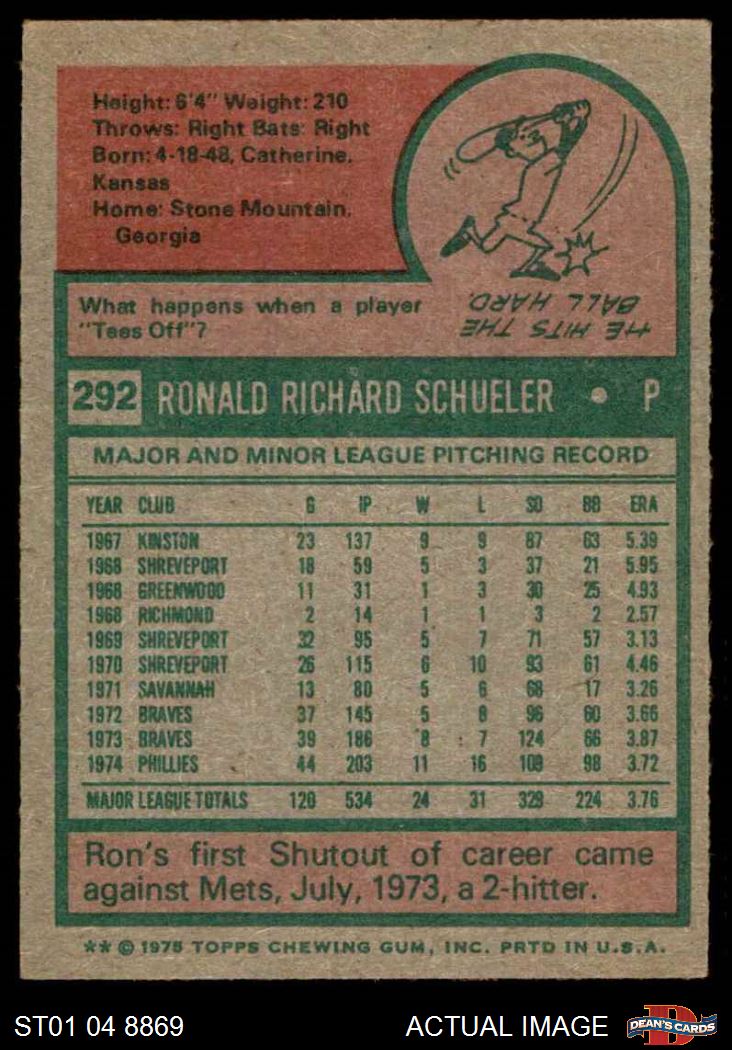 Height: 6'4" Weight: 210
Throws: Right Bats: Right
Born: 4-18-48, Catherine,
Kansas
Home: Stone Mountain,
Georgia
What happens when a player
"Tees Off"?
HE HITS THE
BALL HARD.
292 RONALD RICHARD SCHUELER • P
MAJOR AND MINOR LEAGUE PITCHING RECORD
YEAR CLUB G IP W L SO BB ERA
1967 KINSTON 23 137 9 9 87 63 5.39
1968 SHREVEPORT 18 59 5 3 37 21 5.95
1968 GREENWOOD 11 31 1 3 30 25 4.93
1968 RICHMOND 2 14 1 1 3 2 2.57
1969 SHREVEPORT 32 95 5 7 71 57 3.13
1970 SHREVEPORT 26 115 6 10 93 61 4.46
1971 SAVANNAH 13 80 5 6 68 17 3.26
1972 BRAVES 37 145 5 8 96 60 3.66
1973 BRAVES 39 186 8 7 124 66 3.87
1974 PHILLIES 44 203 11 16 109 98 3.72
MAJOR LEAGUE TOTALS 120 534 24 31 329 224 3.76
Ron's first Shutout of career came
against Mets, July, 1973, a 2-hitter.
** © 1975 TOPPS CHEWING GUM, INC. PRTD IN U.S.A.
ST01 04 8869 ACTUAL IMAGE D DEAN'S CARDS